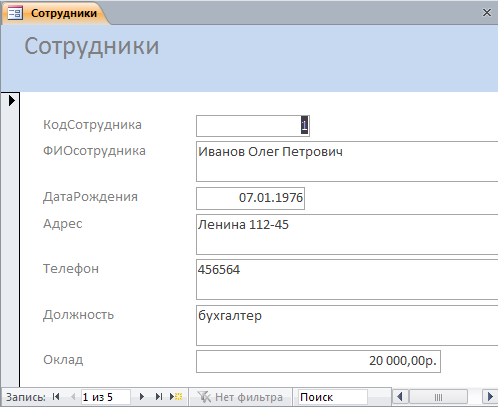 Сотрудники
Сотрудники
КодСотрудника 1
ФИОсотрудника Иванов Олег Петрович
ДатаРождения 07.01.1976
Адрес Ленина 112-45
Телефон 456564
Должность бухгалтер
Оклад 20 000,00р.
Запись: 1 из 5 Нет фильтра Поиск